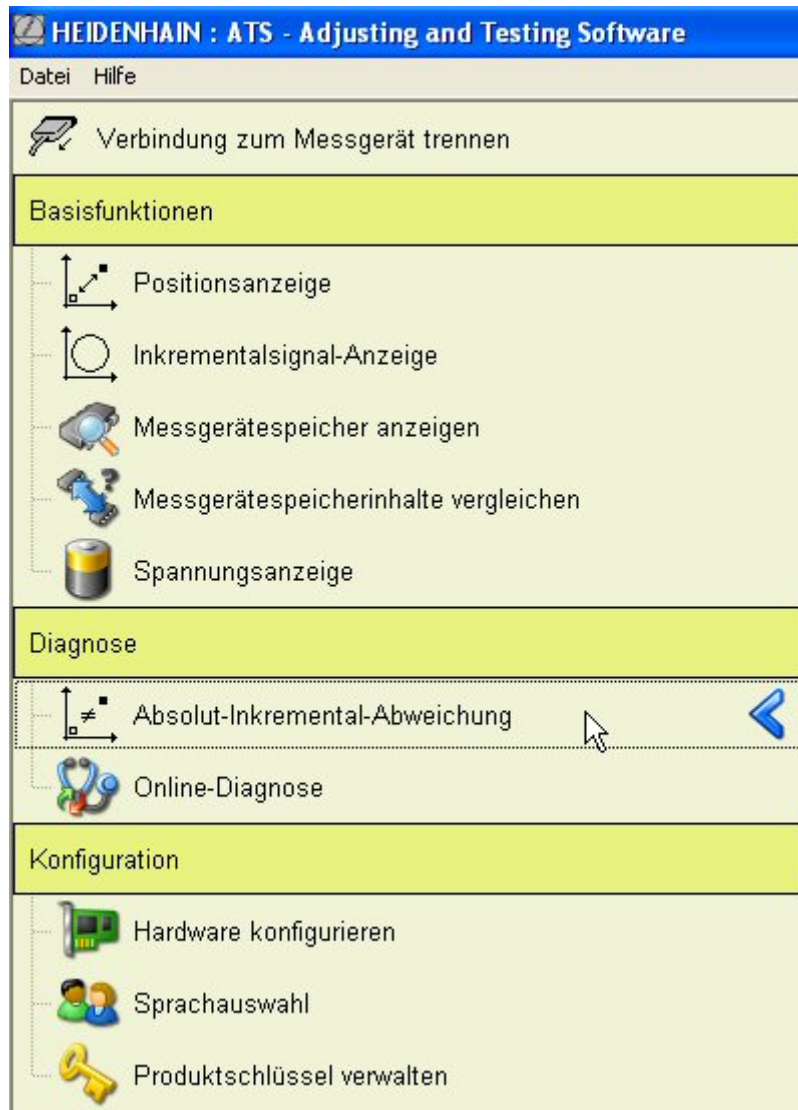 HEIDENHAIN : ATS - Adjusting and Testing Software
Datei Hilfe
Verbindung zum Messgerät trennen
Basisfunktionen
Positionsanzeige
Inkrementalsignal-Anzeige
Messgerätespeicher anzeigen
Messgerätespeicherinhalte vergleichen
Spannungsanzeige
Diagnose
Absolut-Inkremental-Abweichung
Online-Diagnose
Konfiguration
Hardware konfigurieren
Sprachauswahl
Produktschlüssel verwalten